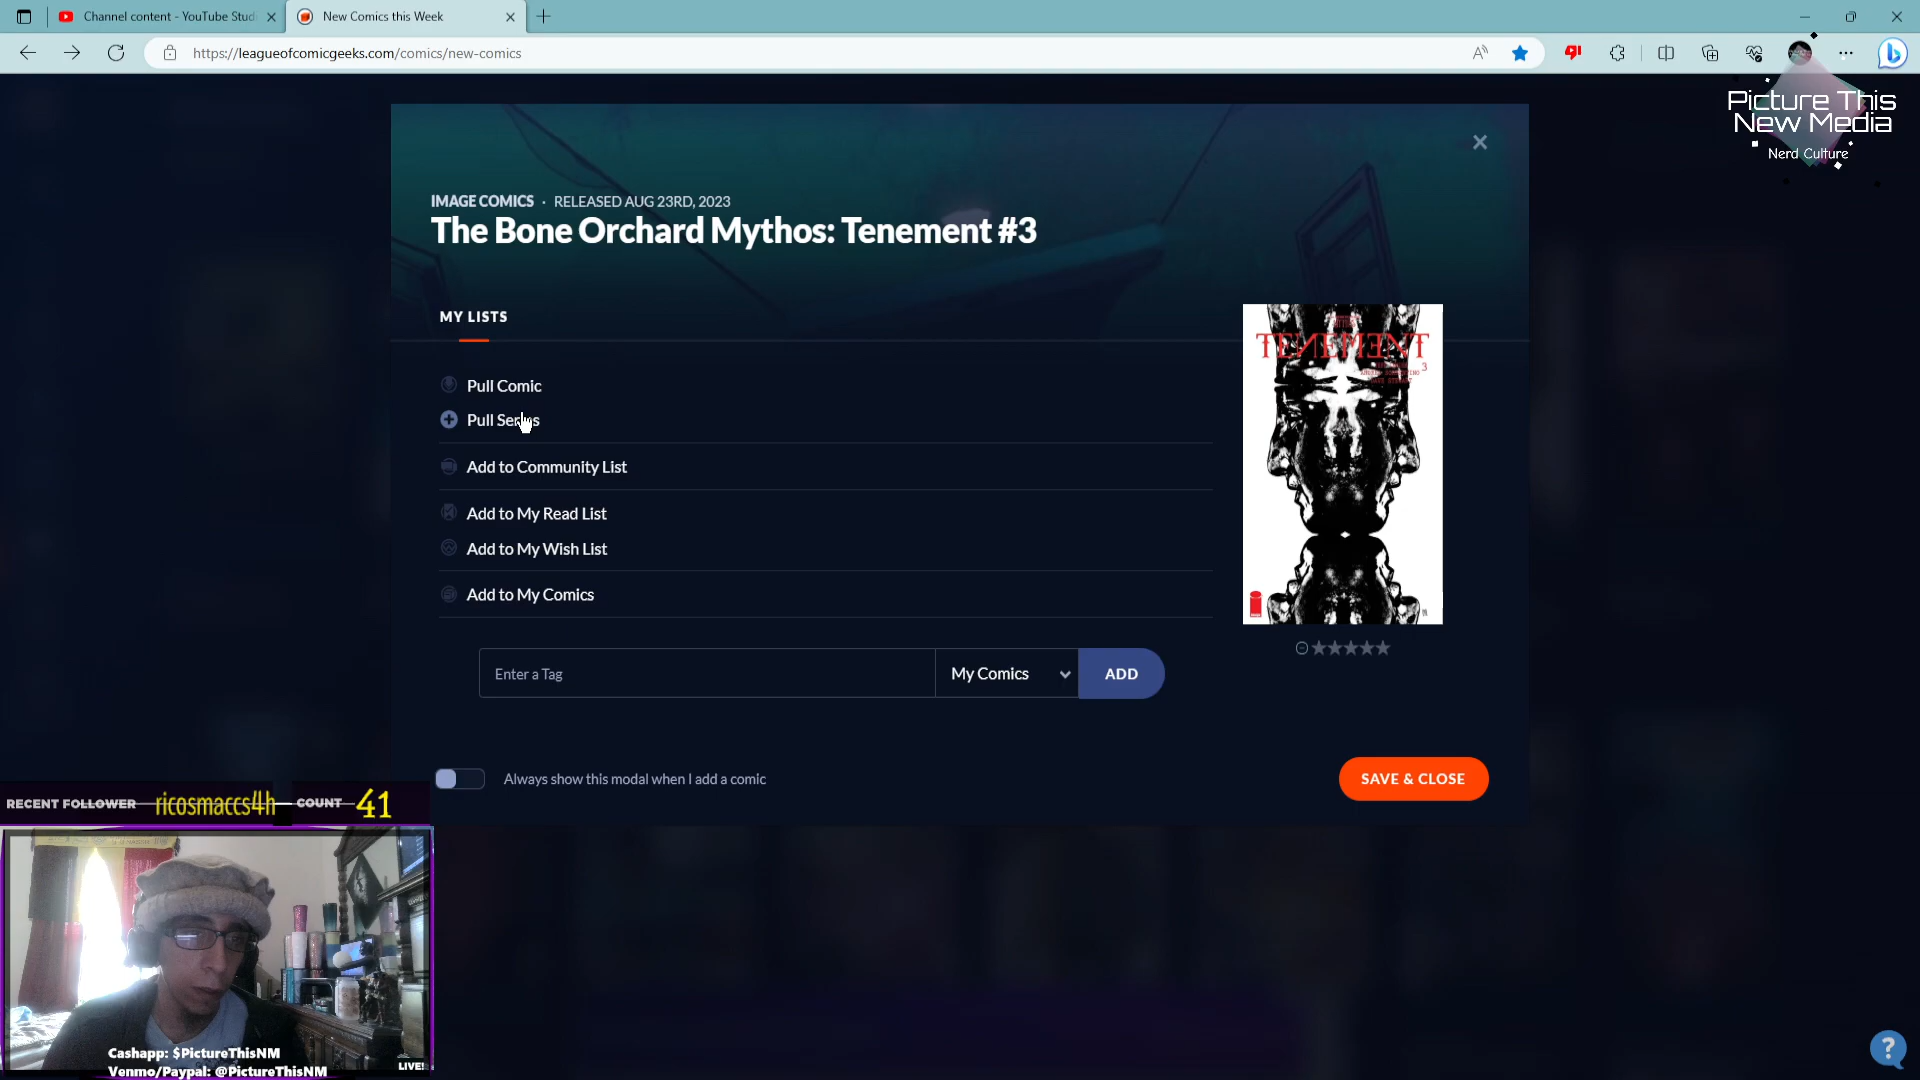 Channel content - YouTube Stud
New Comics this Week
https://leagueofcomicgeeks.com/comics/new-comics
Picture This
New Media
Nerd Culture
IMAGE COMICS · RELEASED AUG 23RD, 2023
The Bone Orchard Mythos: Tenement #3
MY LISTS
Pull Comic
Pull Series
Add to Community List
Add to My Read List
Add to My Wish List
Add to My Comics
TENEMENT
3
Enter a Tag
My Comics
ADD
Always show this modal when I add a comic
SAVE & CLOSE
RECENT FOLLOWER ricosmaccs4h COUNT 41
Cashapp: $PictureThisNM
Venmo/Paypal: @PictureThisNM
LIVE!